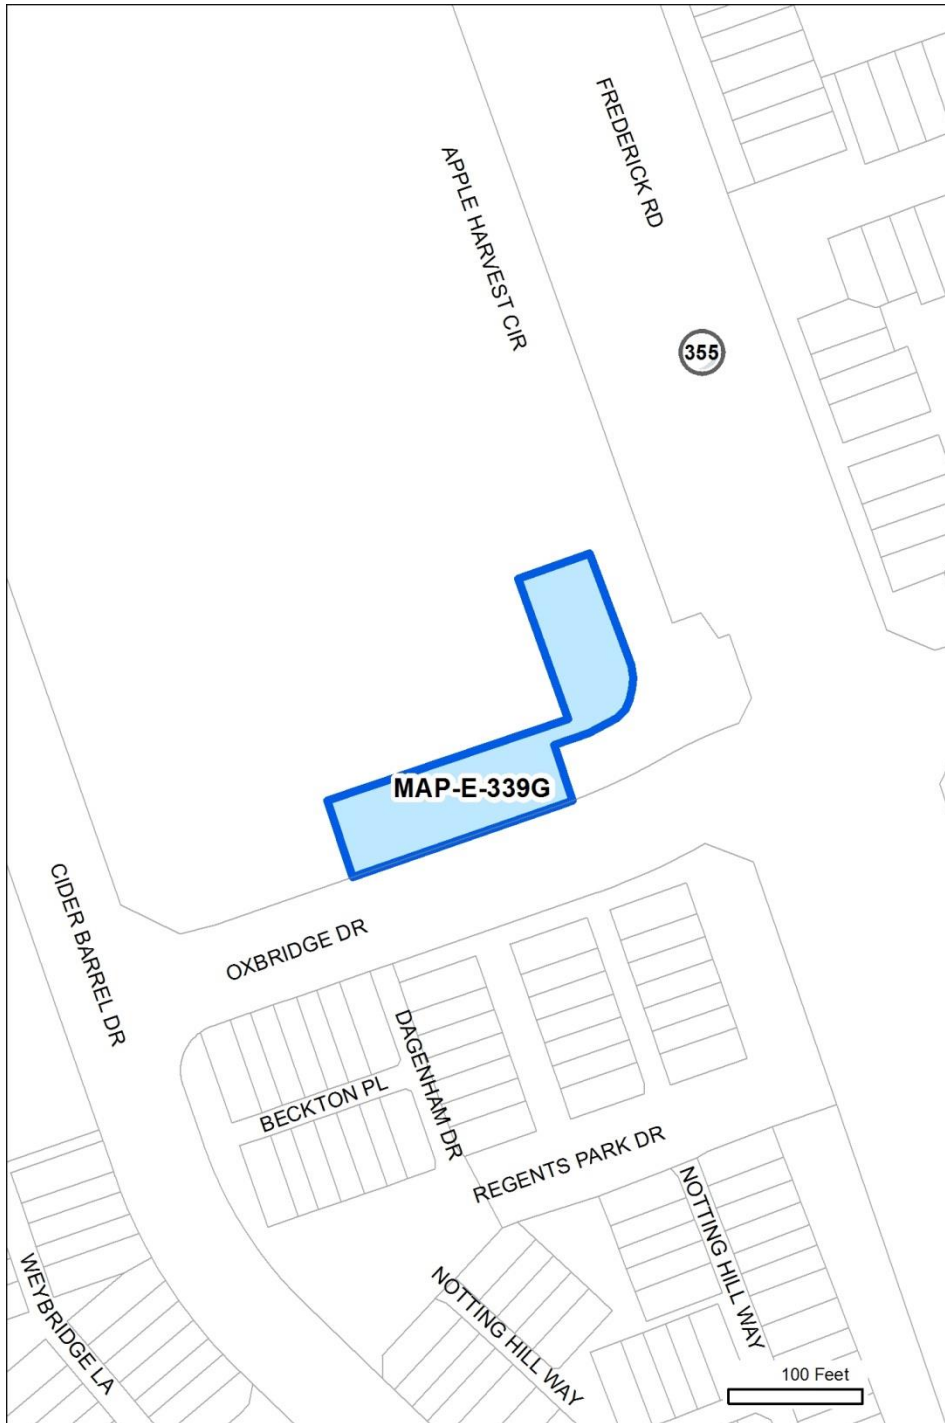 FREDERICK RD
APPLE HARVEST CIR
355
MAP-E-339G
CIDER BARREL DR
OXBRIDGE DR
DAGENHAM DR
BECKTON PL
REGENTS PARK DR
NOTTING HILL WAY
WEYBRIDGE LA
NOTTING HILL WAY
100 Feet